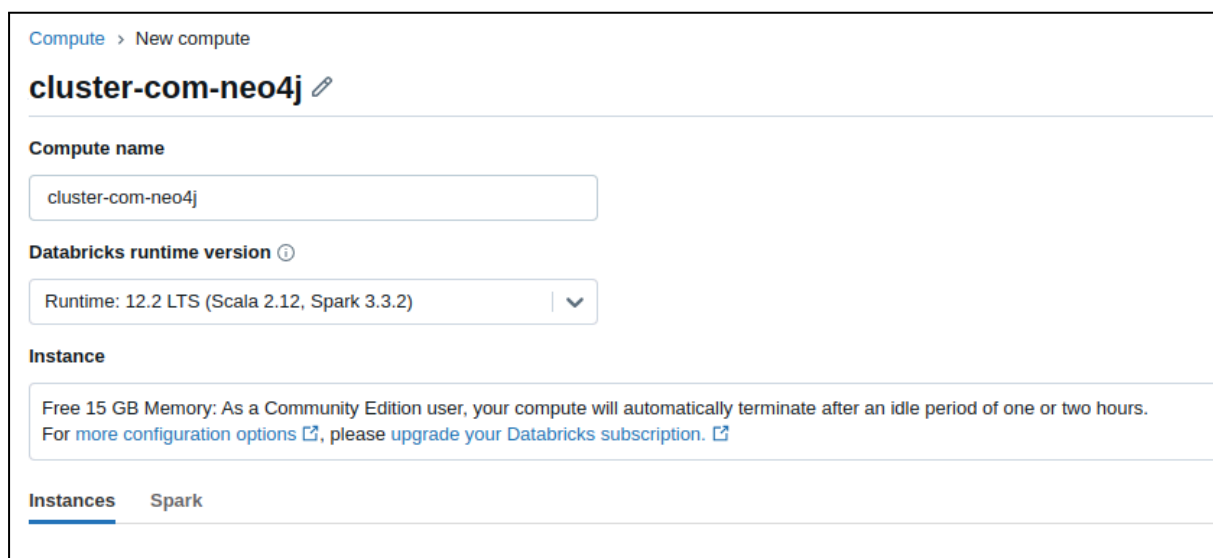 Compute > New compute
cluster-com-neo4j
Compute name
cluster-com-neo4j
Databricks runtime version
Runtime: 12.2 LTS (Scala 2.12, Spark 3.3.2)
Instance
Free 15 GB Memory: As a Community Edition user, your compute will automatically terminate after an idle period of one or two hours.
For more configuration options, please upgrade your Databricks subscription.
Instances Spark